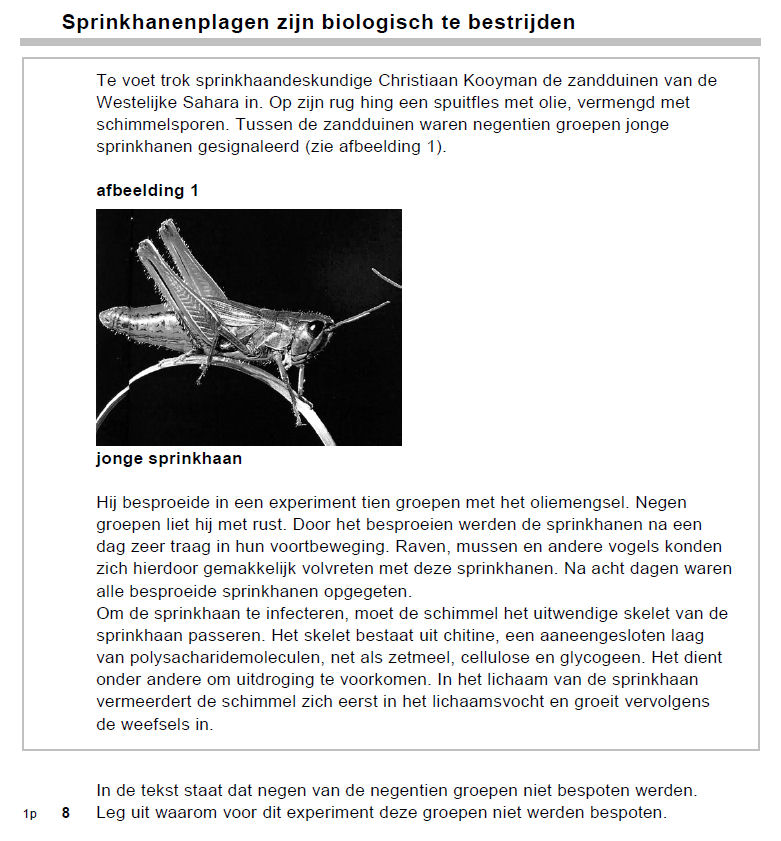 Sprinkhanenplagen zijn biologisch te bestrijden
Te voet trok sprinkhaandeskundige Christiaan Kooyman de zandduinen van de
Westelijke Sahara in. Op zijn rug hing een spuitfles met olie, vermengd met
schimmelsporen. Tussen de zandduinen waren negentien groepen jonge
sprinkhanen gesignaleerd (zie afbeelding 1).
afbeelding 1
jonge sprinkhaan
Hij besproeide in een experiment tien groepen met het oliemengsel. Negen
groepen liet hij met rust. Door het besproeien werden de sprinkhanen na een
dag zeer traag in hun voortbeweging. Raven, mussen en andere vogels konden
zich hierdoor gemakkelijk volvreten met deze sprinkhanen. Na acht dagen waren
alle besproeide sprinkhanen opgegeten.
Om de sprinkhaan te infecteren, moet de schimmel het uitwendige skelet van de
sprinkhaan passeren. Het skelet bestaat uit chitine, een aaneengesloten laag
van polysacharidemoleculen, net als zetmeel, cellulose en glycogeen. Het dient
onder andere om uitdroging te voorkomen. In het lichaam van de sprinkhaan
vermeerdert de schimmel zich eerst in het lichaamsvocht en groeit vervolgens
de weefsels in.
In de tekst staat dat negen van de negentien groepen niet bespoten werden.
1p 8 Leg uit waarom voor dit experiment deze groepen niet werden bespoten.